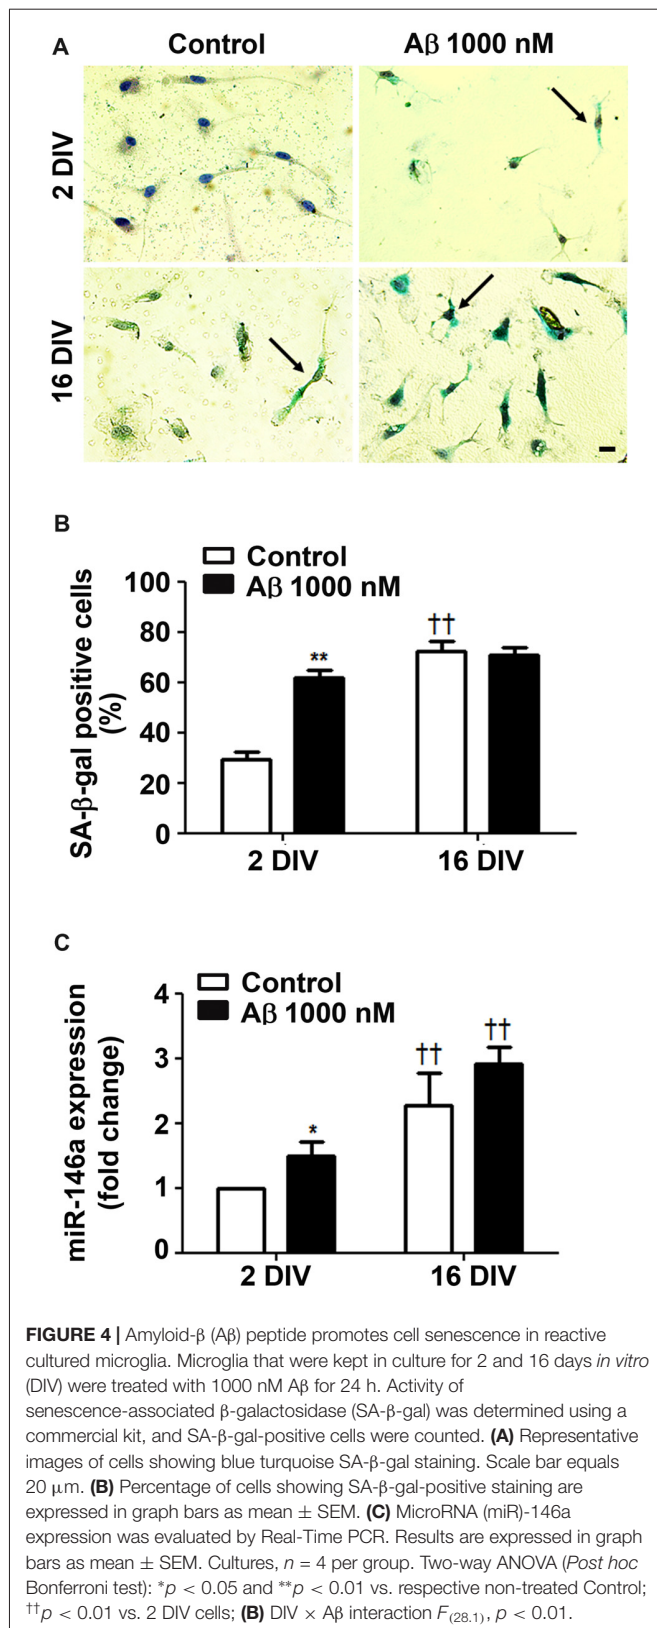 A
Control
Aβ 1000 nM
2 DIV
16 DIV
B
Control
Aβ 1000 nM
SA-β-gal positive cells
(%)
100
80
60
40
20
0
**
††
2 DIV
16 DIV
C
Control
Aβ 1000 nM
miR-146a expression
(fold change)
4
3
2
1
0
*
††
††
2 DIV
16 DIV
FIGURE 4 | Amyloid-β (Aβ) peptide promotes cell senescence in reactive
cultured microglia. Microglia that were kept in culture for 2 and 16 days in vitro
(DIV) were treated with 1000 nM Aβ for 24 h. Activity of
senescence-associated β-galactosidase (SA-β-gal) was determined using a
commercial kit, and SA-β-gal-positive cells were counted. (A) Representative
images of cells showing blue turquoise SA-β-gal staining. Scale bar equals
20 μm. (B) Percentage of cells showing SA-β-gal-positive staining are
expressed in graph bars as mean ± SEM. (C) MicroRNA (miR)-146a
expression was evaluated by Real-Time PCR. Results are expressed in graph
bars as mean ± SEM. Cultures, n = 4 per group. Two-way ANOVA (Post hoc
Bonferroni test): *p < 0.05 and **p < 0.01 vs. respective non-treated Control;
††p < 0.01 vs. 2 DIV cells; (B) DIV × Aβ interaction F(28.1), p < 0.01.